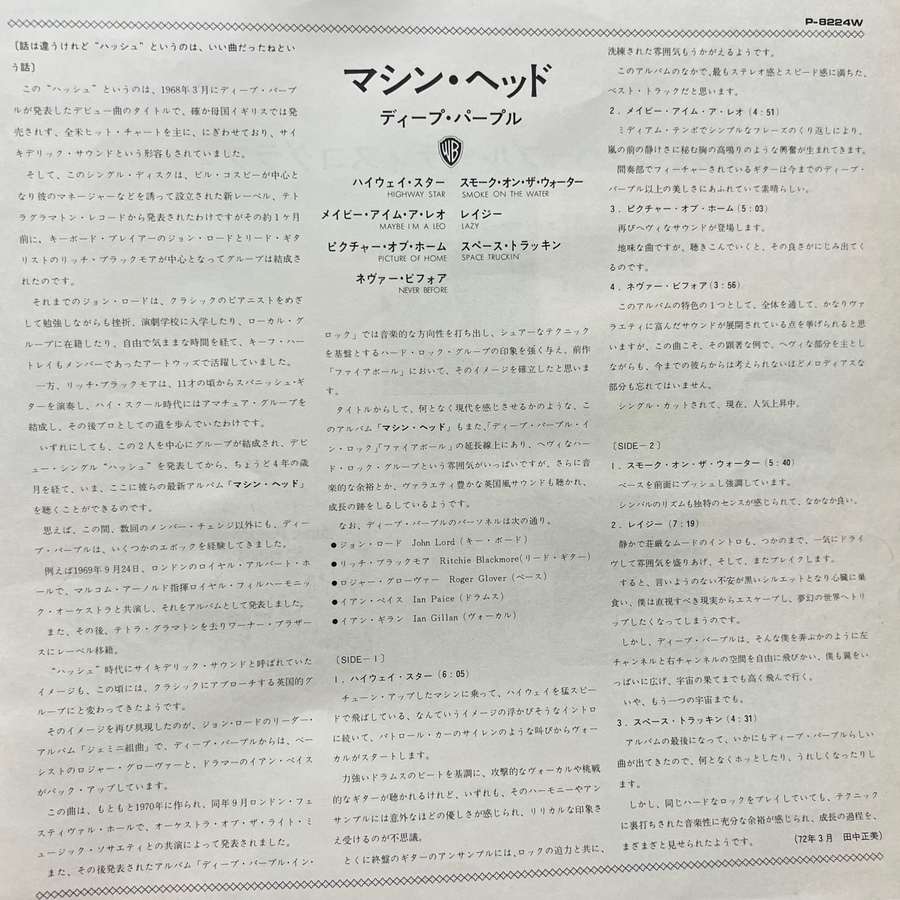 P-8224W
〔話は違うけれど“ハッシュ”というのは、いい曲だったねとい
う話〕
この“ハッシュ”というのは、1968年3月にディープ・パープ
ルが発表したデビュー曲のタイトルで、確か母国イギリスでは発
売されず、全米ヒット・チャートを主に、にぎわせており、サイ
キデリック・サウンドという形容もされていました。
そして、このシングル・ディスクは、ビル・コスビーが中心と
なり彼のマネージャーなどを誘って設立された新レーベル、テト
ラグラマトン・レコードから発表されたわけですがその約1ヶ月
前に、キーボード・プレイアーのジョン・ロードとリード・ギタ
リストのリッチ・ブラックモアが中心となってグループは結成さ
れたのです。
それまでのジョン・ロードは、クラシックのピアニストをめざ
して勉強しながらも挫折、演劇学校に入学したり、ローカル・グ
ループに在籍したり、自由で気ままな時間を経て、キーフ・ハー
トレイもメンバーであったアートウッズで活躍していました。
一方、リッチ・ブラックモアは、11才の頃からスパニッシュ・ギ
ターを演奏し、ハイ・スクール時代にはアマチュア・グループを
結成し、その後プロとしての道を歩んでいたわけです。
いずれにしても、この2人を中心にグループが結成され、デビ
ュー・シングル“ハッシュ”を発表してから、ちょうど4年の歳
月を経て、いま、ここに彼らの最新アルバム「マシン・ヘッド」
を聴くことができるのです。
思えば、この間、数回のメンバー・チェンジ以外にも、ディー
プ・パープルは、いくつかのエポックを経験してきました。
例えば1969年9月24日、ロンドンのロイヤル・アルバート・ホ
ールで、マルコム・アーノルド指揮ロイヤル・フィルハーモニッ
ク・オーケストラと共演し、それをアルバムとして発表しました。
また、その後、テトラ・グラマトンを去りワーナー・ブラザー
スにレーベル移籍。
“ハッシュ”時代にサイキデリック・サウンドと呼ばれていた
イメージも、この頃には、クラシックにアプローチする英国的グ
ループにと変わってきたようです。
そのイメージを再び具現したのが、ジョン・ロードのリーダー・
アルバム「ジェミニ組曲」で、ディープ・パープルからは、ベー
シストのロジャー・グローヴァーと、ドラマーのイアン・ペイス
がバック・アップしています。
この曲は、もともと1970年に作られ、同年9月ロンドン・フェ
スティヴァル・ホールで、オーケストラ・オブ・ザ・ライト・ミ
ュージック・ソサエティとの共演によって発表されました。
また、その後発表されたアルバム「ディープ・パープル・イン・
マシン・ヘッド
ディープ・パープル
WB
ハイウェイ・スター スモーク・オン・ザ・ウォーター
HIGHWAY STAR SMOKE ON THE WATER
メイビー・アイム・ア・レオ レイジー
MAYBE I'M A LEO LAZY
ピクチャー・オブ・ホーム スペース・トラッキン
PICTURE OF HOME SPACE TRUCKIN'
ネヴァー・ビフォア
NEVER BEFORE
ロック」では音楽的な方向性を打ち出し、シュアーなテクニック
を基盤とするハード・ロック・グループの印象を強く与え、前作
「ファイアボール」において、そのイメージを確立したと思いま
す。
タイトルからして、何となく現代を感じさせるかのような、こ
のアルバム「マシン・ヘッド」もまた、「ディープ・パープル・イ
ン・ロック」「ファイアボール」の延長線上にあり、ヘヴィなハー
ド・ロック・グループという雰囲気がいっぱいですが、さらに音
楽的な余裕とか、ヴァラエティ豊かな英国風サウンドも聴かれ、
成長の跡をしるしているようです。
なお、ディープ・パープルのパーソネルは次の通り。
●ジョン・ロード John Lord (キー・ボード)
●リッチ・ブラックモア Ritchie Blackmore(リード・ギター)
●ロジャー・グローヴァー Roger Glover (ベース)
●イアン・ペイス Ian Paice (ドラムス)
●イアン・ギラン Ian Gillan (ヴォーカル)
〔SIDE-1〕
1.ハイウェイ・スター(6:05)
チューン・アップしたマシンに乗って、ハイウェイを猛スピー
ドで飛ばしている、なんていうイメージの浮かびそうなイントロ
に続いて、パトロール・カーのサイレンのような叫びからヴォー
カルがスタートします。
力強いドラムスのビートを基調に、攻撃的なヴォーカルや挑戦
的なギターが聴かれるけれど、いずれも、そのハーモニーやアン
サンブルには意外なほどの優しさが感じられ、リリカルな印象さ
え受けるのが不思議。
とくに終盤のギターのアンサンブルには、ロックの迫力と共に、
洗練された雰囲気もうかがえるようです。
このアルバムのなかで、最もステレオ感とスピード感に満ちた、
ベスト・トラックだと思います。
2.メイビー・アイム・ア・レオ(4:51)
ミディアム・テンポでシンプルなフレーズのくり返しにより、
嵐の前の静けさに秘む胸の高鳴りのような興奮が生まれてきます。
間奏部でフィーチャーされているギターは今までのディープ・
パープル以上の美しさにあふれていて素晴らしい。
3.ピクチャー・オブ・ホーム(5:03)
再びヘヴィなサウンドが登場します。
地味な曲ですが、聴きこんでいくと、その良さがにじみ出てく
るのです。
4.ネヴァー・ビフォア(3:56)
このアルバムの特色の1つとして、全体を通して、かなりヴァ
ラエティに富んだサウンドが展開されている点を挙げられると思
いますが、この曲こそ、その顕著な例で、ヘヴィな部分を主とし
ながらも、今までの彼らからは考えられないほどメロディアスな
部分も忘れてはいません。
シングル・カットされて、現在、人気上昇中。
〔SIDE-2〕
1.スモーク・オン・ザ・ウォーター(5:40)
ベースを前面にプッシュし強調しています。
シンバルのリズムも独特のセンスが感じられて、なかなか良い。
2.レイジー(7:19)
静かで荘厳なムードのイントロも、つかのまで、一気にドライ
ヴして雰囲気を盛りあげ、そして、またブレイクします。
すると、言いようのない不安が黒いシルエットとなり心臓に巣
食い、僕は直視すべき現実からエスケープし、夢幻の世界へトリ
ップしたくなってしまうのです。
しかし、ディープ・パープルは、そんな僕を弄ぶかのように左
チャンネルと右チャンネルの空間を自由に飛びかい、僕も翼をい
っぱいに広げ、宇宙の果てまでも高く飛んで行く。
いや、もう一つの宇宙までも。
3.スペース・トラッキン(4:31)
アルバムの最後になって、いかにもディープ・パープルらしい
曲が出てきたので、何となくホッとしたり、うれしくなったりし
ます。
しかし、同じハードなロックをプレイしていても、テクニック
に裏打ちされた音楽性に充分な余裕が感じられ、成長の過程を、
まざまざと見せられたようです。
(72年3月 田中正美)